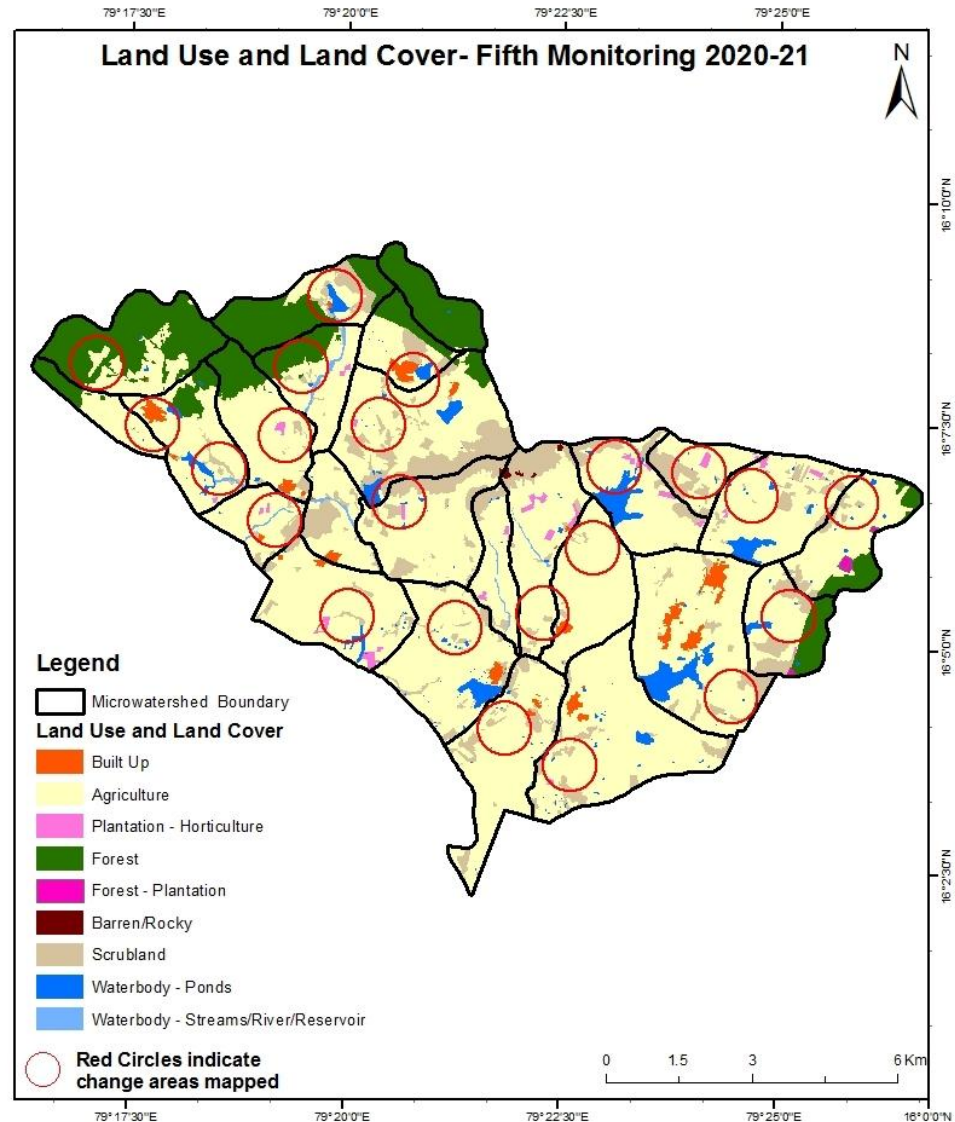 79°17'30"E 79°20'0"E 79°22'30"E 79°25'0"E
Land Use and Land Cover- Fifth Monitoring 2020-21
N
16°10'0"N
16°7'30"N
16°5'0"N
16°2'30"N
Legend
Microwatershed Boundary
Land Use and Land Cover
Built Up
Agriculture
Plantation - Horticulture
Forest
Forest - Plantation
Barren/Rocky
Scrubland
Waterbody - Ponds
Waterbody - Streams/River/Reservoir
Red Circles indicate
change areas mapped
0 1.5 3 6 Km
79°17'30"E 79°20'0"E 79°22'30"E 79°25'0"E 16°0'0"N